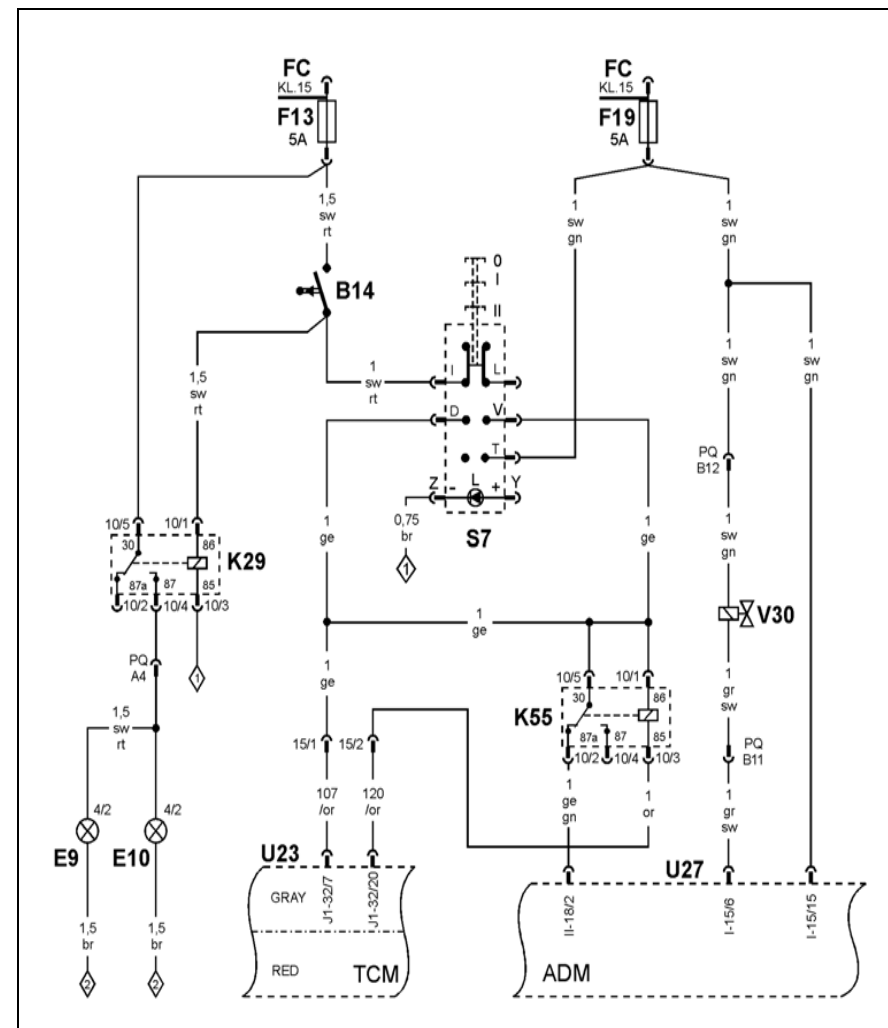 FC
KL.15
F13
5A
FC
KL.15
F19
5A
1,5
sw
rt
1
sw
gn
1
sw
gn
0
I
II
B14
1,5
sw
rt
1
sw
rt
I
L
1
sw
gn
1
sw
gn
D
V
T
PQ
B12
Z
-
L
+
Y
0,75
br
1
S7
1
ge
1
ge
1
sw
gn
10/5
10/1
30
86
K29
87a
87
85
10/2
10/4
10/3
V30
1
ge
PQ
A4
1
1
ge
10/5
10/1
30
86
K55
87a
87
85
10/2
10/4
10/3
1
gr
sw
1,5
sw
rt
15/1
15/2
PQ
B11
107
/or
120
/or
1
ge
gn
1
or
1
gr
sw
4/2
4/2
E9
E10
U23
U27
GRAY
J1-32/7
J1-32/20
II-18/2
I-15/6
I-15/15
1,5
br
1,5
br
RED
TCM
ADM
2
2